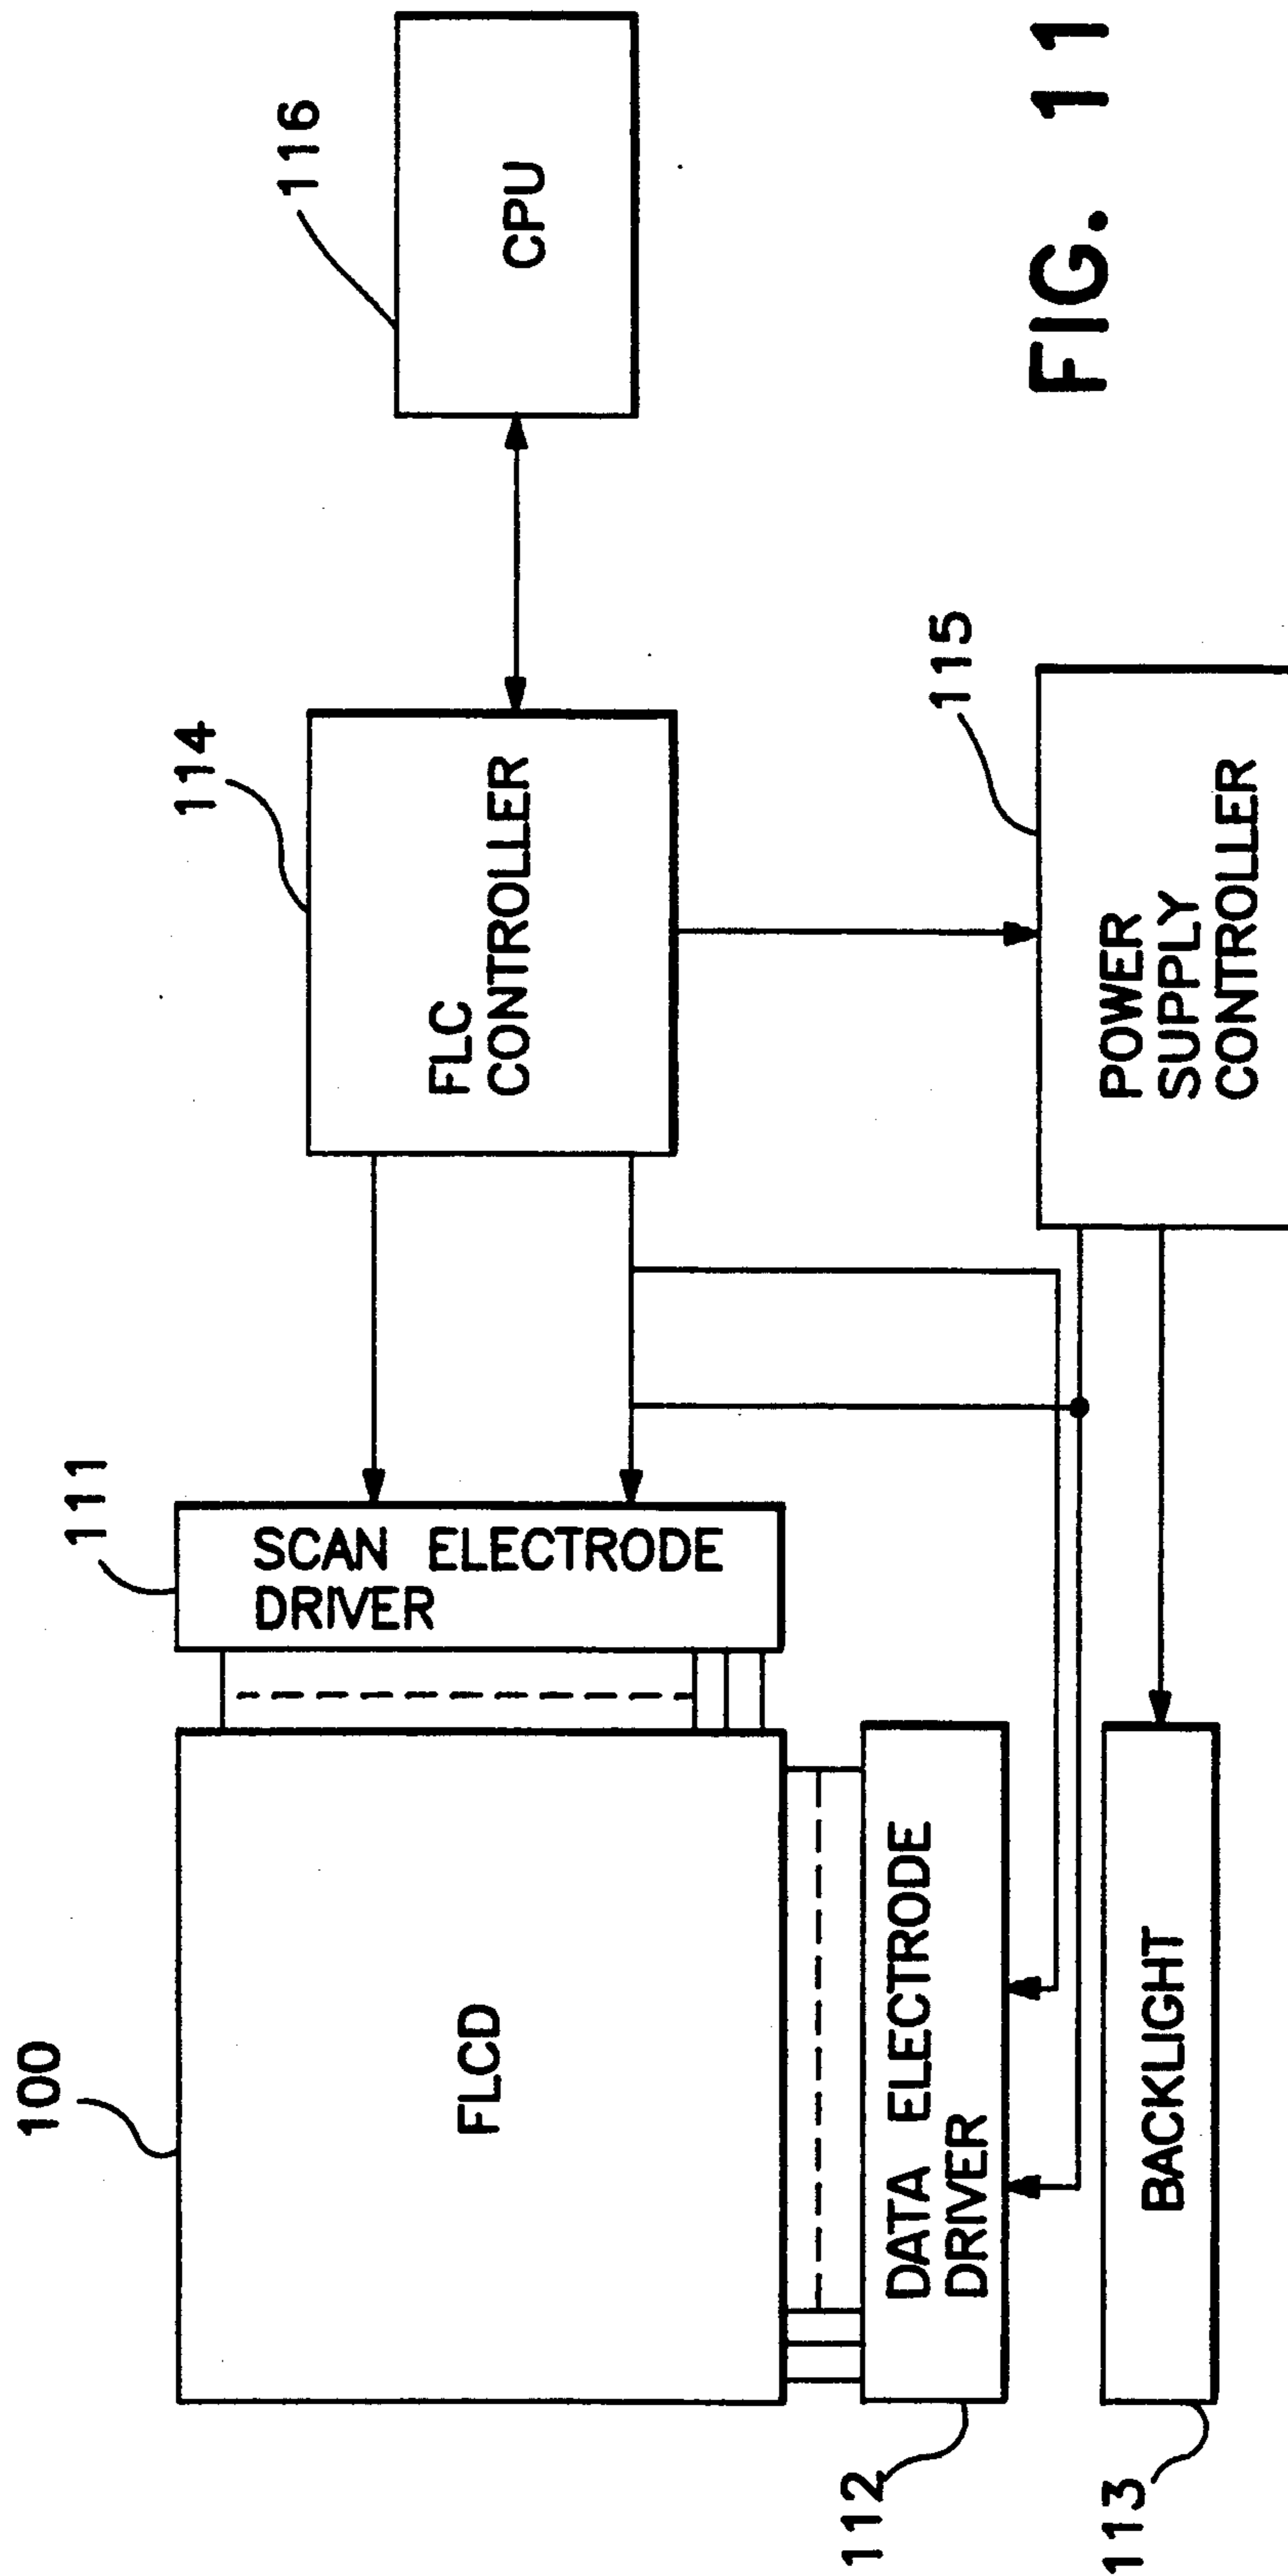 100
FLCD
111
SCAN ELECTRODE
DRIVER
114
FLC
CONTROLLER
116
CPU
112
DATA ELECTRODE
DRIVER
113
BACKLIGHT
115
POWER
SUPPLY
CONTROLLER
FIG. 11